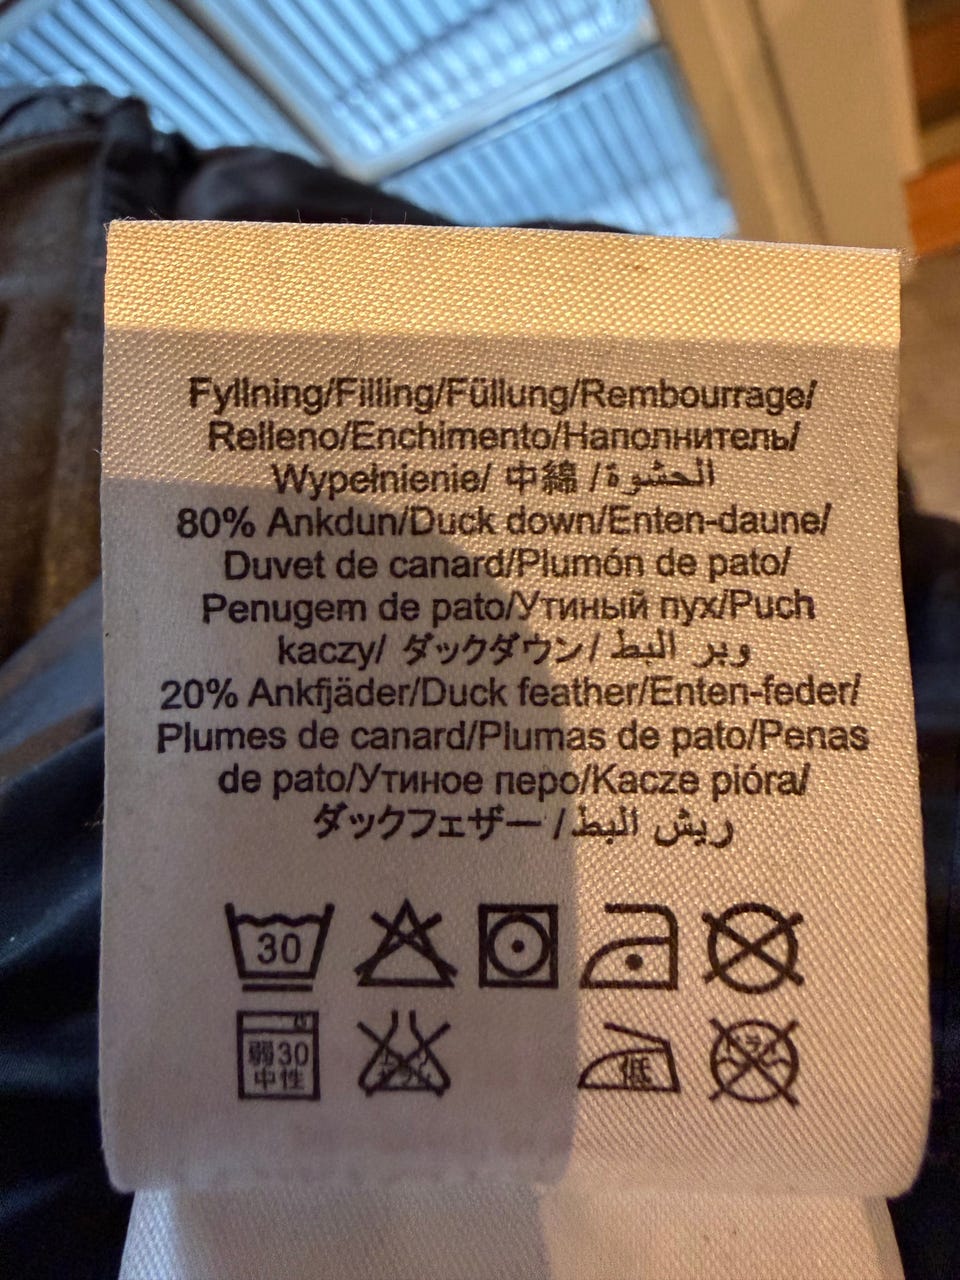 Fyllning/Filling/Füllung/Rembourrage/
Relleno/Enchimento/Наполнитель/
Wypełnienie/ 中綿 /الحشوة
80% Ankdun/Duck down/Enten-daune/
Duvet de canard/Plumón de pato/
Penugem de pato/Утиный пух/Puch
kaczy/ ダックダウン/ وبر البط
20% Ankfjäder/Duck feather/Enten-feder/
Plumes de canard/Plumas de pato/Penas
de pato/Утиное перо/Kacze pióra/
ダックフェザー /ريش البط
30
弱30
中性
低